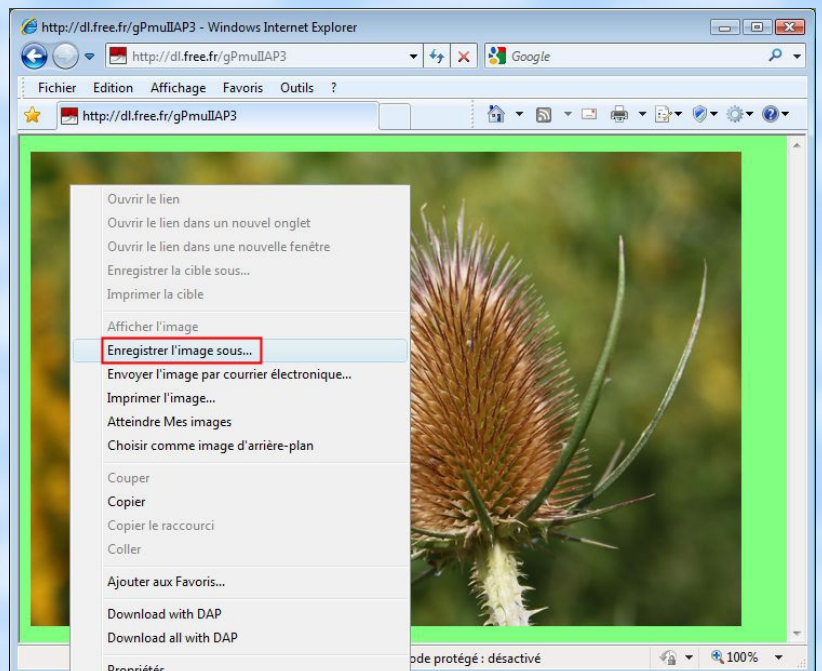 http://dl.free.fr/gPmuIIAP3 - Windows Internet Explorer
http://dl.free.fr/gPmuIIAP3
Google
Fichier Edition Affichage Favoris Outils ?
http://dl.free.fr/gPmuIIAP3
Ouvrir le lien
Ouvrir le lien dans un nouvel onglet
Ouvrir le lien dans une nouvelle fenêtre
Enregistrer la cible sous...
Imprimer la cible
Afficher l'image
Enregistrer l'image sous...
Envoyer l'image par courrier électronique...
Imprimer l'image...
Atteindre Mes images
Choisir comme image d'arrière-plan
Couper
Copier
Copier le raccourci
Coller
Ajouter aux Favoris...
Download with DAP
Download all with DAP
Propriétés
ode protégé : désactivé
100%